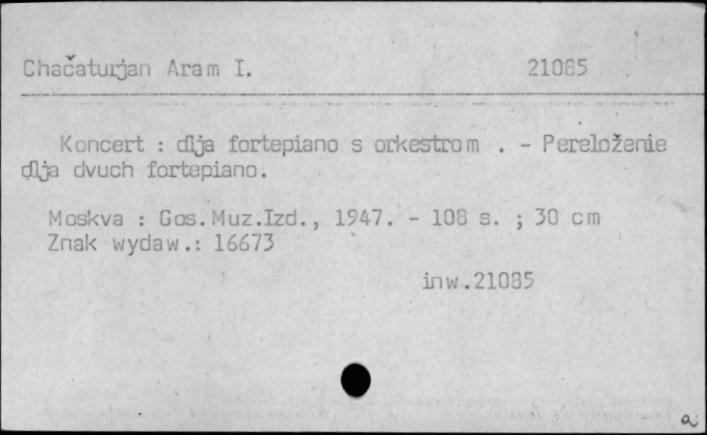 Chačaturjan Aram I. 21085
Koncert : dlja fortepiano s orkestrom . - Pereloženie
dlja dvuch fortepiano.
Moskva : Gos.Muz.Izd., 1947. - 108 s. ; 30 cm
Znak wydaw.: 16673
inw.21085
a